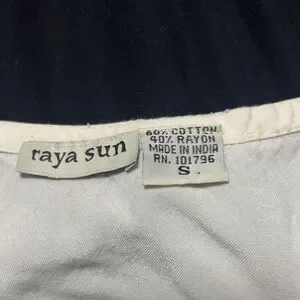 raya sun
60% COTTON
40% RAYON
MADE IN INDIA
RN. 101796
S